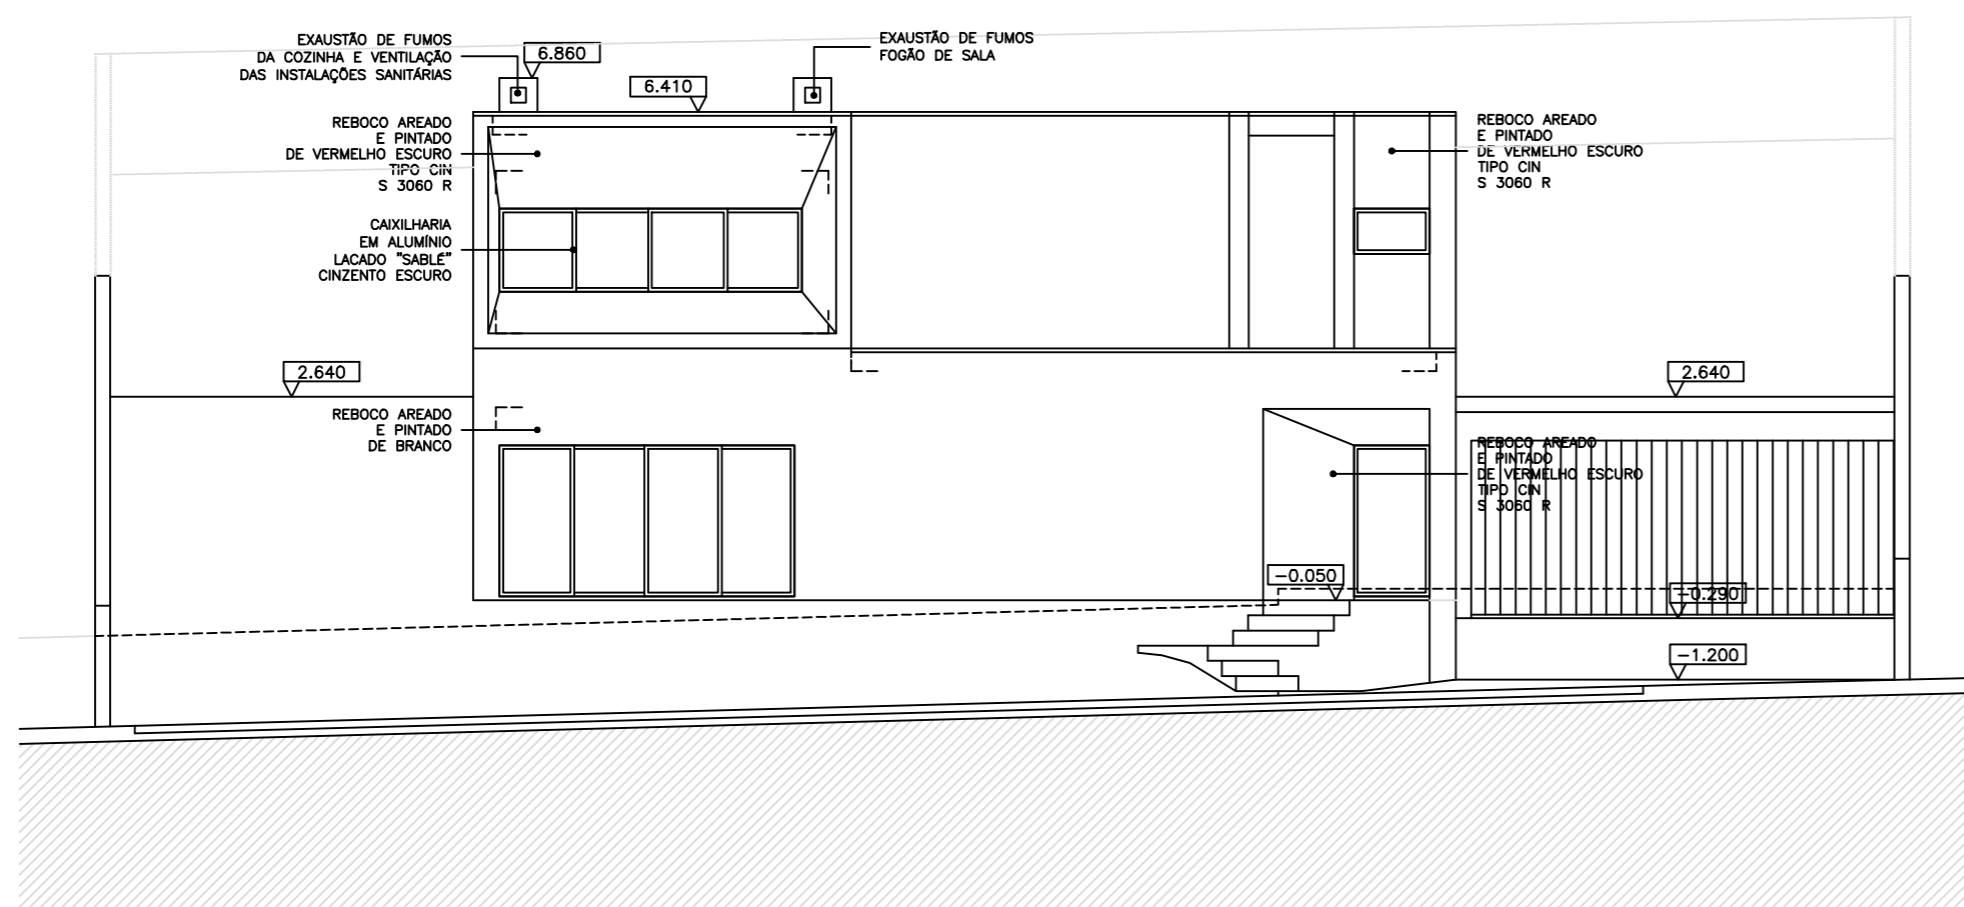 EXAUSTÃO DE FUMOS
DA COZINHA E VENTILAÇÃO
DAS INSTALAÇÕES SANITÁRIAS
6.860
6.410
EXAUSTÃO DE FUMOS
FOGÃO DE SALA
REBOCO AREADO
E PINTADO
DE VERMELHO ESCURO
TIPO CIN
S 3060 R
REBOCO AREADO
E PINTADO
DE VERMELHO ESCURO
TIPO CIN
S 3060 R
CAIXILHARIA
EM ALUMÍNIO
LACADO "SABLÉ"
CINZENTO ESCURO
2.640
2.640
REBOCO AREADO
E PINTADO
DE BRANCO
REBOCO AREADO
E PINTADO
DE VERMELHO ESCURO
TIPO CIN
S 3060 R
-0.050
-0.290
-1.200